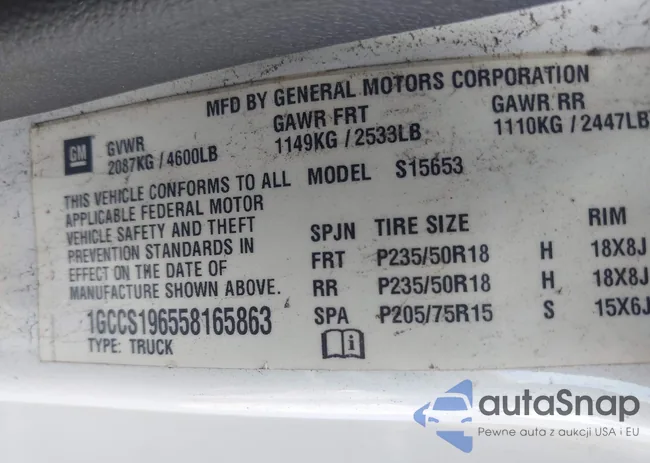 MFD BY GENERAL MOTORS CORPORATION
GM
GVWR GAWR FRT GAWR RR
2087KG / 4600LB 1149KG / 2533LB 1110KG / 2447LB
THIS VEHICLE CONFORMS TO ALL
APPLICABLE FEDERAL MOTOR
VEHICLE SAFETY AND THEFT
PREVENTION STANDARDS IN
EFFECT ON THE DATE OF
MANUFACTURE SHOWN ABOVE.
1GCCS196558165863
TYPE: TRUCK
MODEL S15653
SPJN TIRE SIZE RIM
FRT P235/50R18 H 18X8J
RR P235/50R18 H 18X8J
SPA P205/75R15 S 15X6J
i
autoSnap
Pewne auto z aukcji USA i EU